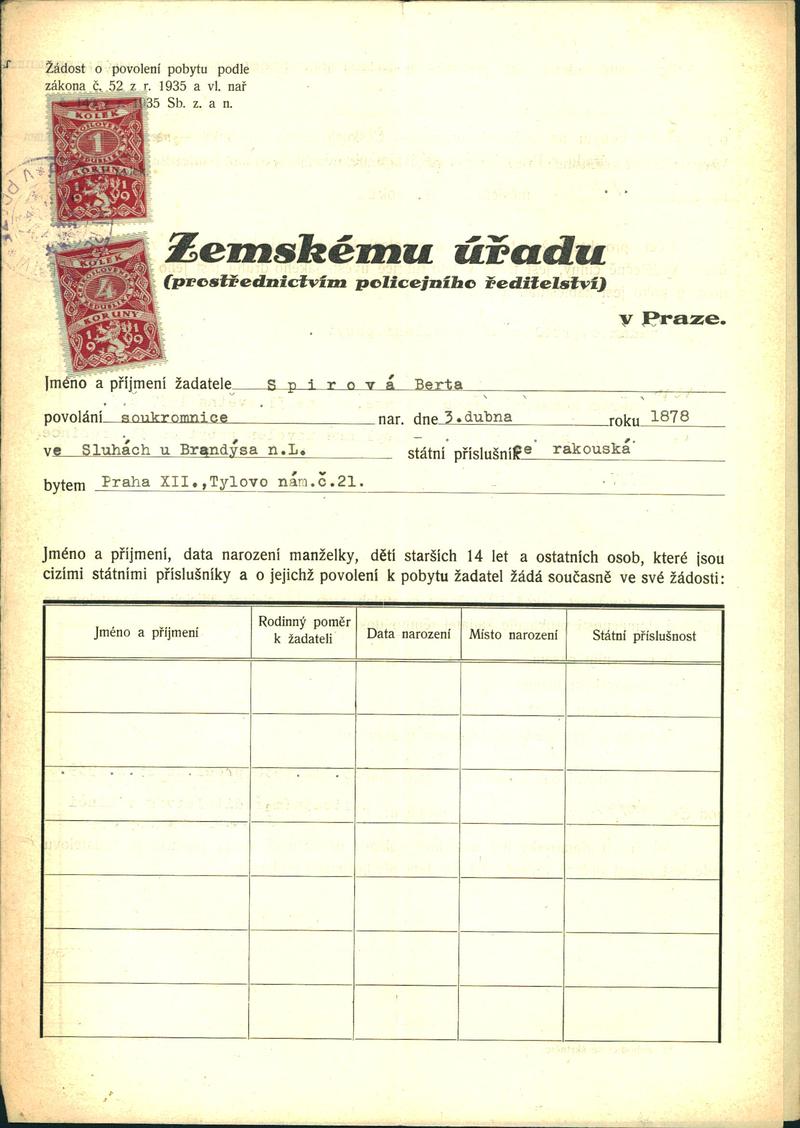 Žádost o povolení pobytu podle
zákona č. 52 z r. 1935 a vl. nař
35 Sb. z. a n.
KOLEK
1
KORUNA
1919
KOLEK
4
KORUNY
1919
Zemskému úřadu
(prostřednictvím policejního ředitelství)
v Praze.
Jméno a příjmení žadatele Spirová Berta
povolání soukromnice nar. dne 3.dubna roku 1878
ve Sluhách u Brandýsa n.L. státní příslušnice rakouská
bytem Praha XII.,Tylovo nám.č.21.
Jméno a příjmení, data narození manželky, dětí starších 14 let a ostatních osob, které jsou
cizími státními příslušníky a o jejichž povolení k pobytu žadatel žádá současně ve své žádosti:
Jméno a příjmení
Rodinný poměr
k žadateli
Data narození
Místo narození
Státní příslušnost